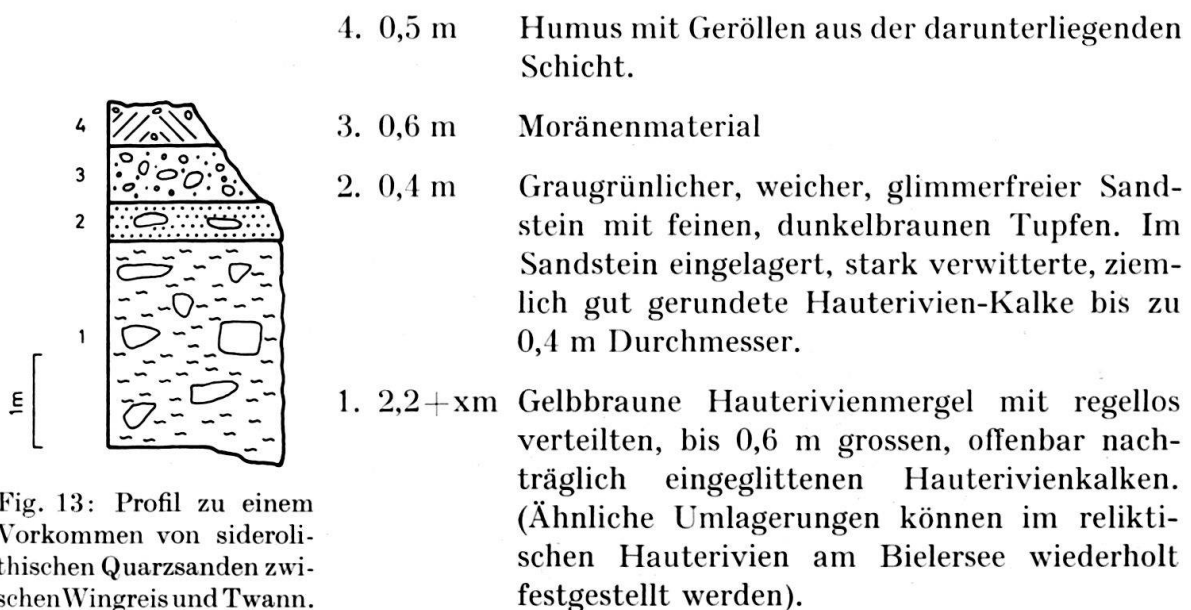 4. 0,5 m Humus mit Geröllen aus der darunterliegenden
Schicht.
3. 0,6 m Moränenmaterial
2. 0,4 m Graugrünlicher, weicher, glimmerfreier Sand-
stein mit feinen, dunkelbraunen Tupfen. Im
Sandstein eingelagert, stark verwitterte, ziem-
lich gut gerundete Hauterivien-Kalke bis zu
0,4 m Durchmesser.
1. 2,2+xm Gelbbraune Hauterivienmergel mit regellos
verteilten, bis 0,6 m grossen, offenbar nach-
träglich eingeglittenen Hauterivienkalken.
(Ähnliche Umlagerungen können im relikti-
schen Hauterivien am Bielersee wiederholt
festgestellt werden).
4
3
2
1
1m
Fig. 13: Profil zu einem
Vorkommen von sideroli-
thischen Quarzsanden zwi-
schen Wingreis und Twann.